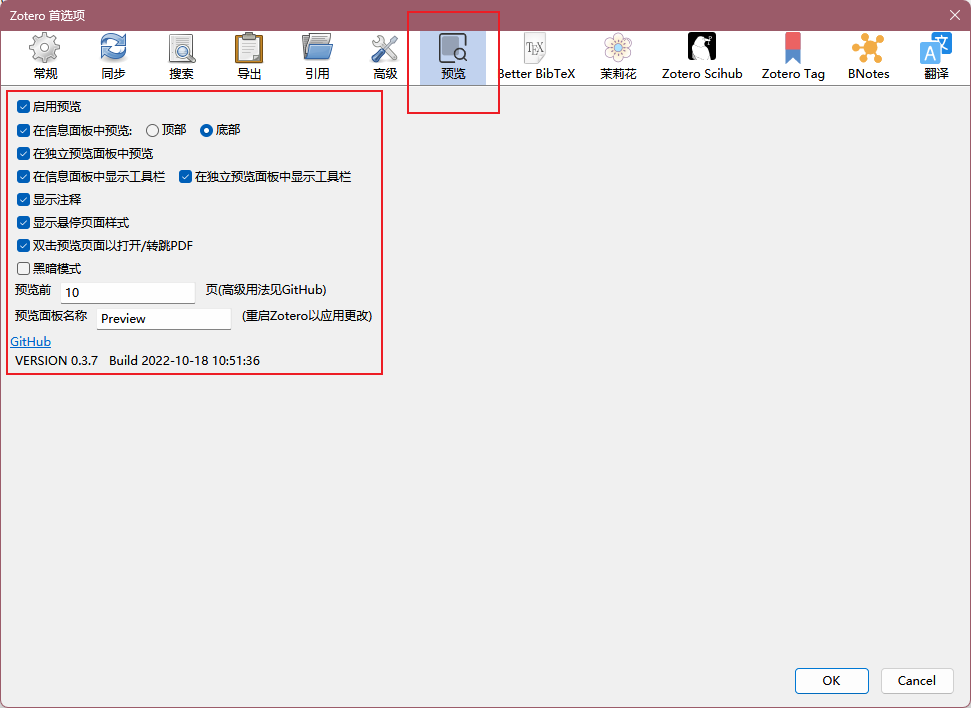 Zotero 首选项
常规 同步 搜索 导出 引用 高级 预览 Better BibTeX 茉莉花 Zotero Scihub Zotero Tag BNotes 翻译
启用预览
在信息面板中预览: 顶部 底部
在独立预览面板中预览
在信息面板中显示工具栏 在独立预览面板中显示工具栏
显示注释
显示悬停页面样式
双击预览页面以打开/转跳PDF
黑暗模式
预览前 10 页(高级用法见GitHub)
预览面板名称 Preview (重启Zotero以应用更改)
GitHub
VERSION 0.3.7 Build 2022-10-18 10:51:36
OK Cancel